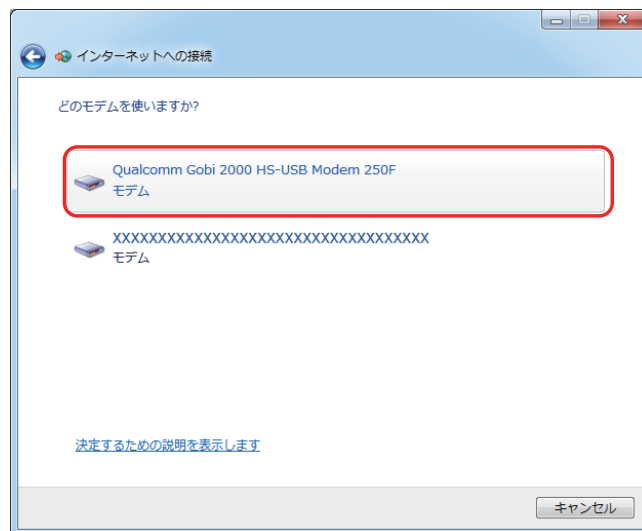 インターネットへの接続
どのモデムを使いますか?
Qualcomm Gobi 2000 HS-USB Modem 250F
モデム
XXXXXXXXXXXXXXXXXXXXXXXXXXXXXXXXXXX
モデム
決定するための説明を表示します
キャンセル